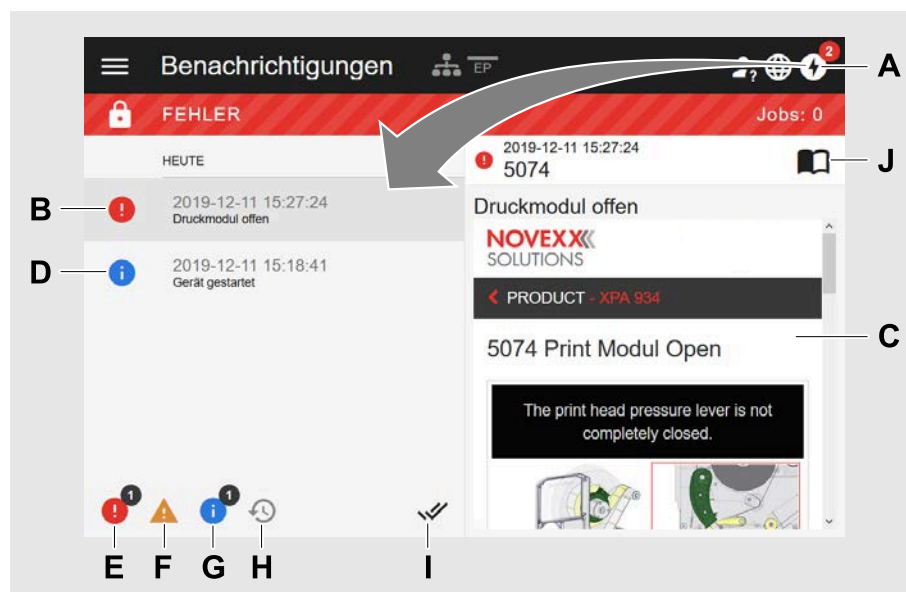 Benachrichtigungen
EP
2
A
FEHLER
Jobs: 0
HEUTE
B
2019-12-11 15:27:24
Druckmodul offen
D
2019-12-11 15:18:41
Gerät gestartet
2019-12-11 15:27:24
5074
J
Druckmodul offen
NOVEXX
SOLUTIONS
PRODUCT - XPA 934
5074 Print Modul Open
C
The print head pressure lever is not
completely closed.
1
1
E F G H I